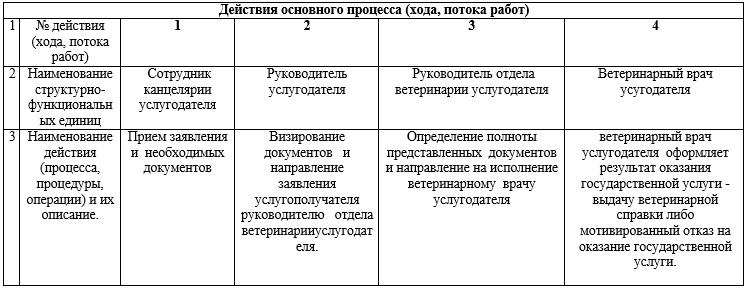 Действия основного процесса (хода, потока работ)
1 № действия (хода, потока работ) 1 2 3 4
2 Наименование структурно-функциональных единиц
Сотрудник
канцелярии
услугодателя
Руководитель
услугодателя
Руководитель отдела
ветеринарии услугодателя
Ветеринарный врач
усугодателя
3 Наименование
действия
(процесса,
процедуры,
операции) и их
описание.
Прием заявления
и необходимых
документов
Визирование
документов и
направление
заявления
услугополучателя
руководителю отдела
ветеринарииуслугодат
еля.
Определение полноты
представленных документов
и направление на исполнение
ветеринарному врачу
услугодателя
ветеринарный врач
услугодателя оформляет
результат оказания
государственной услуги -
выдачу ветеринарной
справки либо
мотивированный отказ на
оказание государственной
услуги.